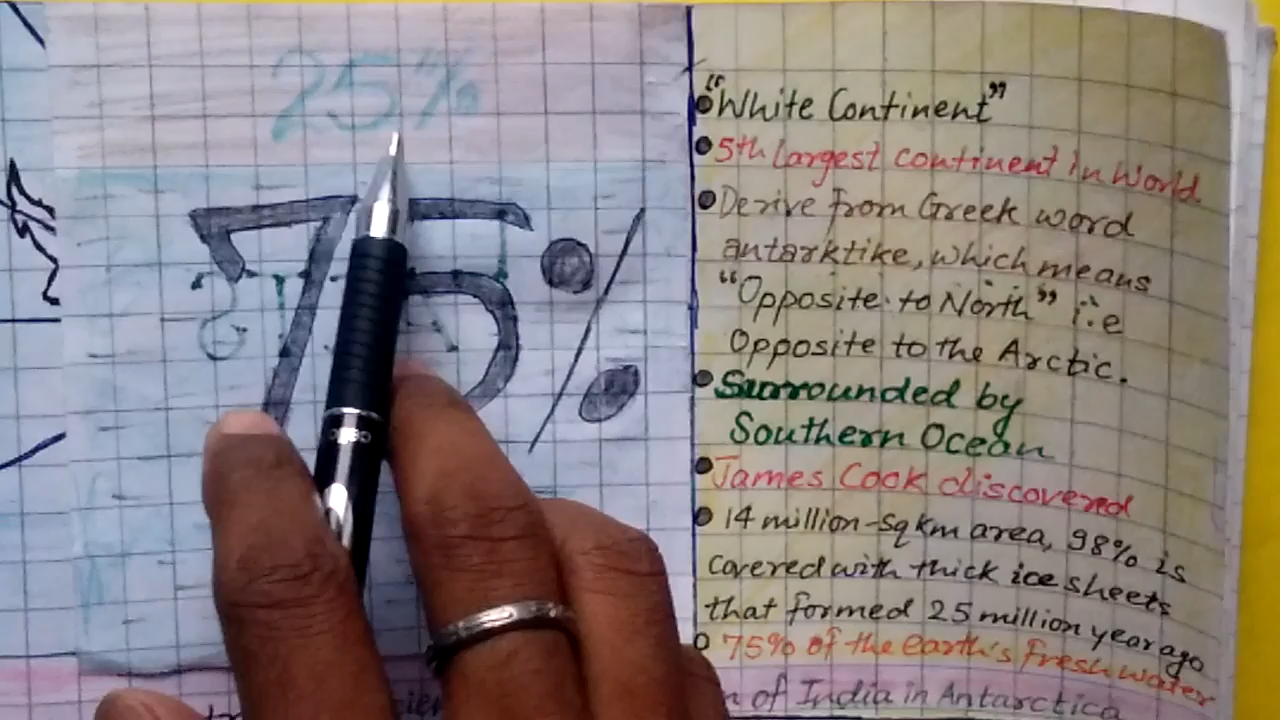 25%
75%
"White Continent"
5th largest continent in World
Derive from Greek word
antarktike, which means
"Opposite to North" i.e
Opposite to the Arctic.
Surrounded by
Southern Ocean
James Cook discovered
14 million-Sq km area, 98% is
covered with thick ice sheets
that formed 25 million year ago
75% of the earth's fresh water
of India in Antarctica